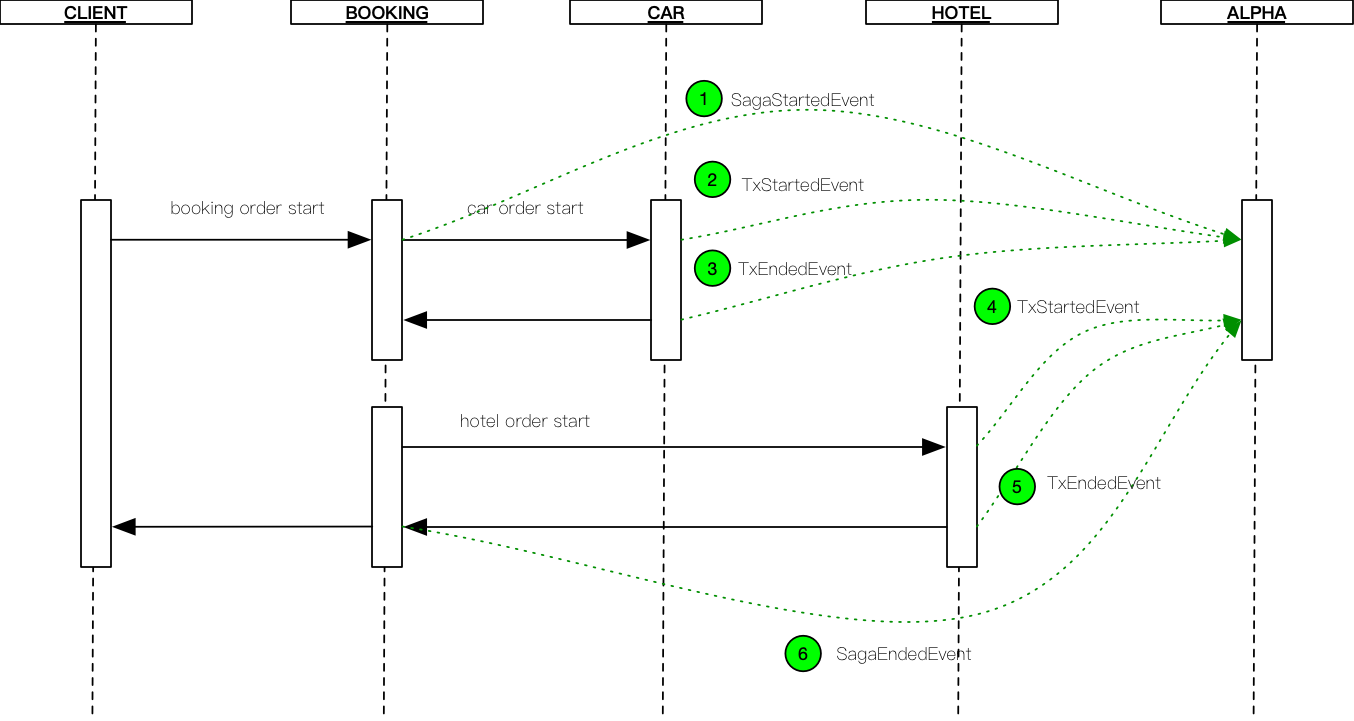 CLIENT
BOOKING
CAR
HOTEL
ALPHA
1 SagaStartedEvent
2 TxStartedEvent
booking order start
car order start
3 TxEndedEvent
4 TxStartedEvent
hotel order start
5 TxEndedEvent
6 SagaEndedEvent